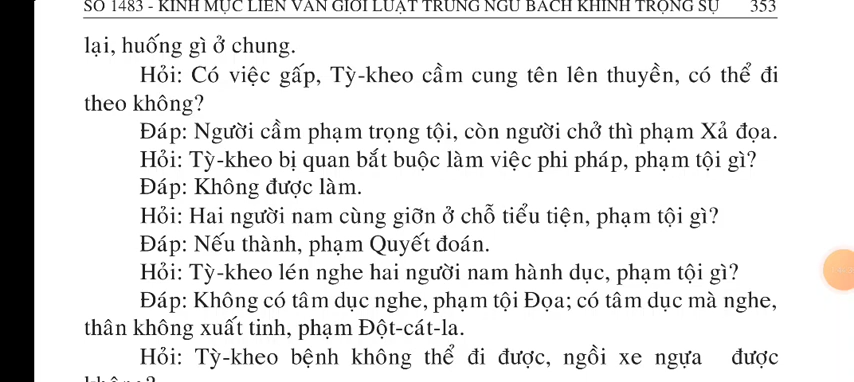 SỐ 1483 - KINH MỤC LIÊN VẤN GIỚI LUẬT TRUNG NGŨ BÁCH KHINH TRỌNG SỰ 353
lại, huống gì ở chung.
Hỏi: Có việc gấp, Tỳ-kheo cầm cung tên lên thuyền, có thể đi
theo không?
Đáp: Người cầm phạm trọng tội, còn người chở thì phạm Xả đọa.
Hỏi: Tỳ-kheo bị quan bắt buộc làm việc phi pháp, phạm tội gì?
Đáp: Không được làm.
Hỏi: Hai người nam cùng giỡn ở chỗ tiểu tiện, phạm tội gì?
Đáp: Nếu thành, phạm Quyết đoán.
Hỏi: Tỳ-kheo lén nghe hai người nam hành dục, phạm tội gì?
Đáp: Không có tâm dục nghe, phạm tội Đọa; có tâm dục mà nghe,
thân không xuất tinh, phạm Đột-cát-la.
Hỏi: Tỳ-kheo bệnh không thể đi được, ngồi xe ngựa được